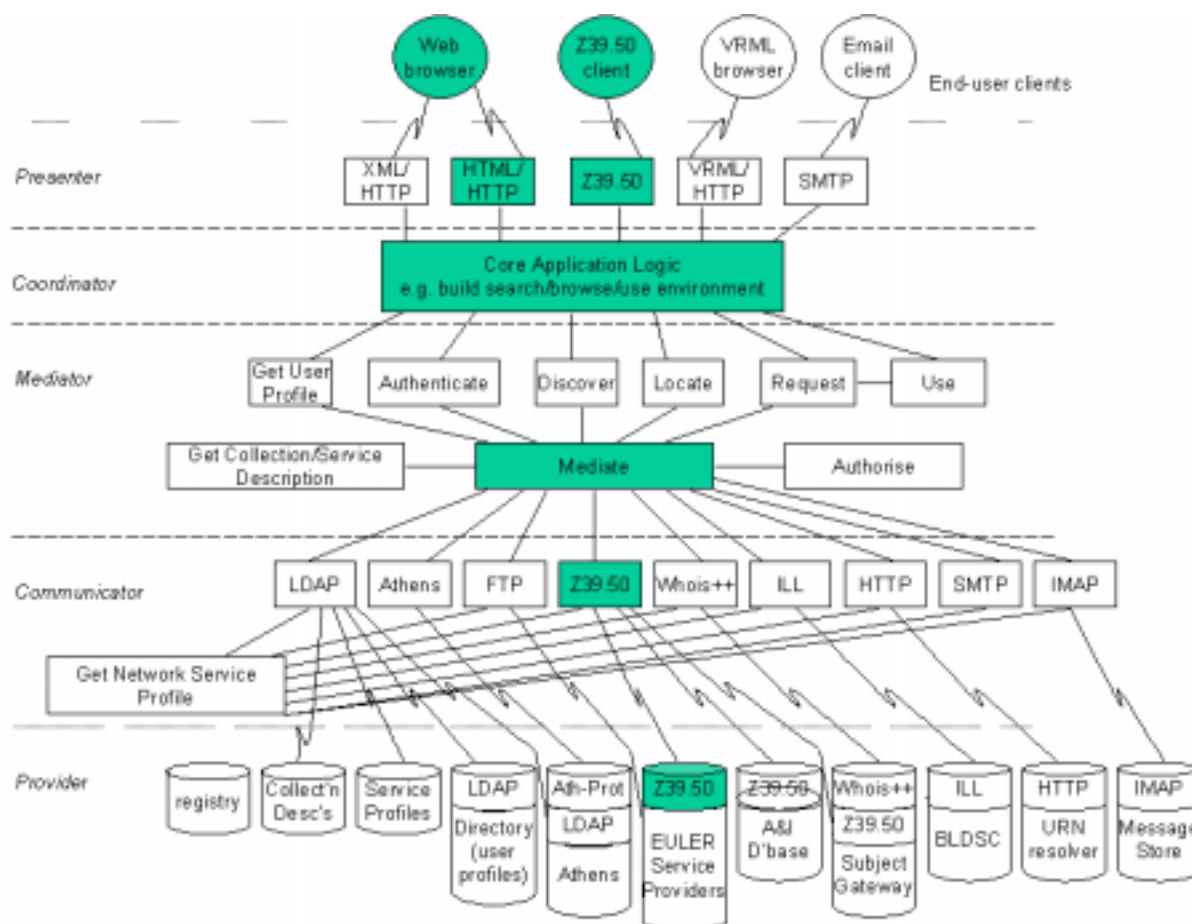 Web
browser
Z39.50
client
VRML
browser
Email
client
End-user clients
Presenter
XML/
HTTP
HTML/
HTTP
Z39.50
VRML/
HTTP
SMTP
Coordinator
Core Application Logic
e.g. build search/browse/use environment
Mediator
Get User
Profile
Authenticate
Discover
Locate
Request
Use
Get Collection/Service
Description
Mediate
Authorise
Communicator
LDAP
Athens
FTP
Z39.50
Whois++
ILL
HTTP
SMTP
IMAP
Get Network Service
Profile
Provider
registry
Collect'n
Desc's
Service
Profiles
LDAP
Directory
(user
profiles)
Ath-Prot
LDAP
Athens
Z39.50
EULER
Service
Providers
Z39.50
A&I
D'base
Whois++
Z39.50
Subject
Gateway
ILL
BLDSC
HTTP
URN
resolver
IMAP
Message
Store